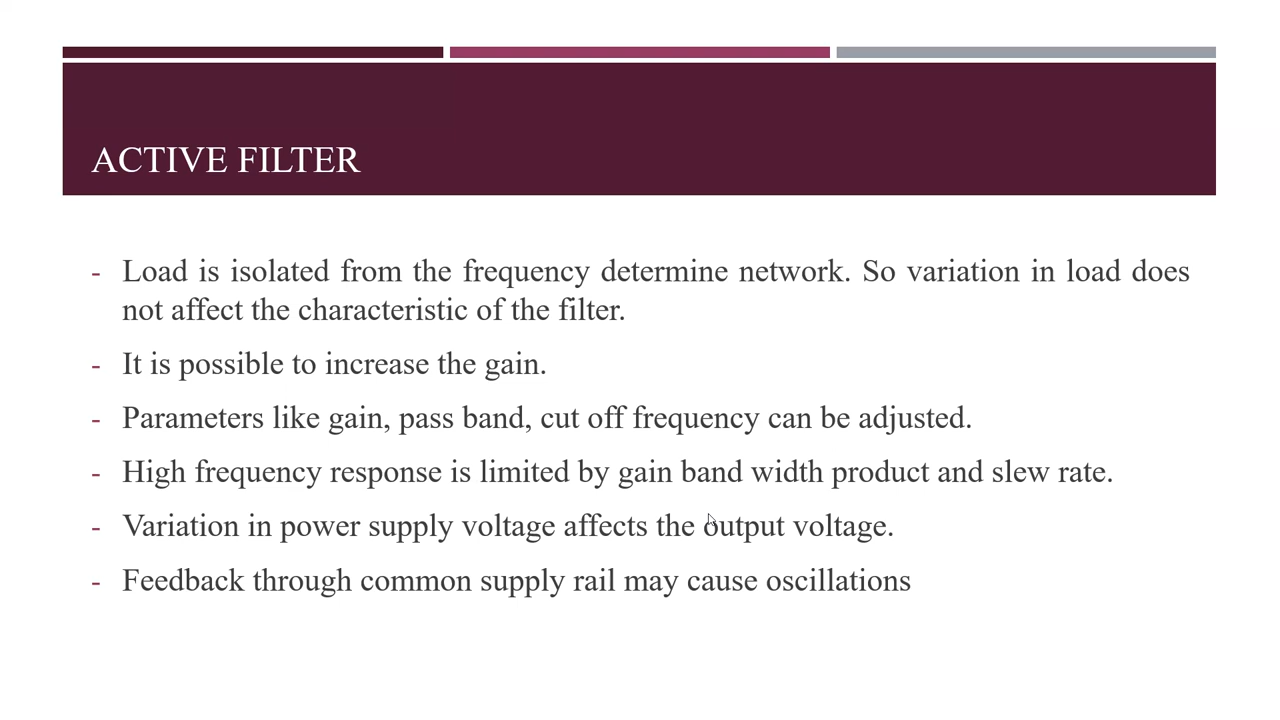 ACTIVE FILTER
- Load is isolated from the frequency determine network. So variation in load does
not affect the characteristic of the filter.
- It is possible to increase the gain.
- Parameters like gain, pass band, cut off frequency can be adjusted.
- High frequency response is limited by gain band width product and slew rate.
- Variation in power supply voltage affects the output voltage.
- Feedback through common supply rail may cause oscillations